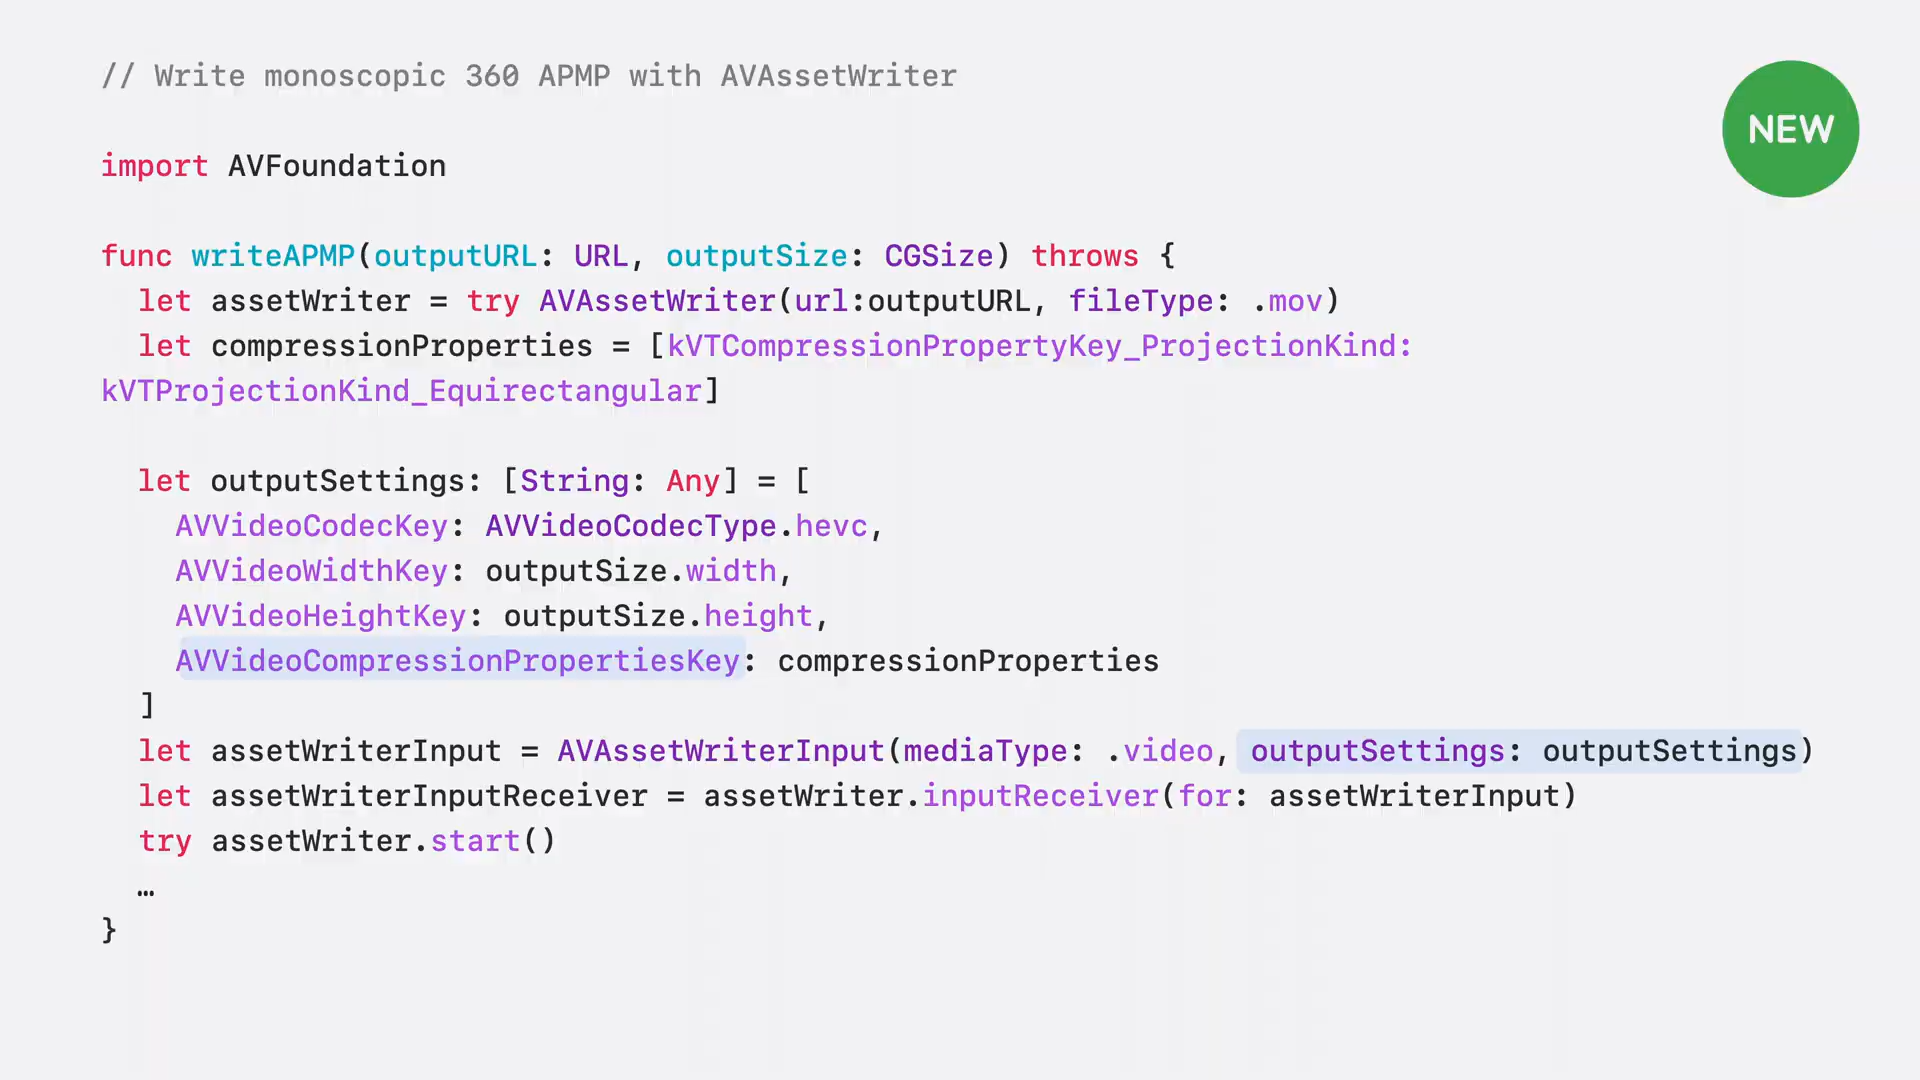 // Write monoscopic 360 APMP with AVAssetWriter
NEW
import AVFoundation
func writeAPMP(outputURL: URL, outputSize: CGSize) throws {
let assetWriter = try AVAssetWriter(url:outputURL, fileType: .mov)
let compressionProperties = [kVTCompressionPropertyKey_ProjectionKind:
kVTProjectionKind_Equirectangular]
let outputSettings: [String: Any] = [
AVVideoCodecKey: AVVideoCodecType.hevc,
AVVideoWidthKey: outputSize.width,
AVVideoHeightKey: outputSize.height,
AVVideoCompressionPropertiesKey: compressionProperties
]
let assetWriterInput = AVAssetWriterInput(mediaType: .video, outputSettings: outputSettings)
let assetWriterInputReceiver = assetWriter.inputReceiver(for: assetWriterInput)
try assetWriter.start()
…
}